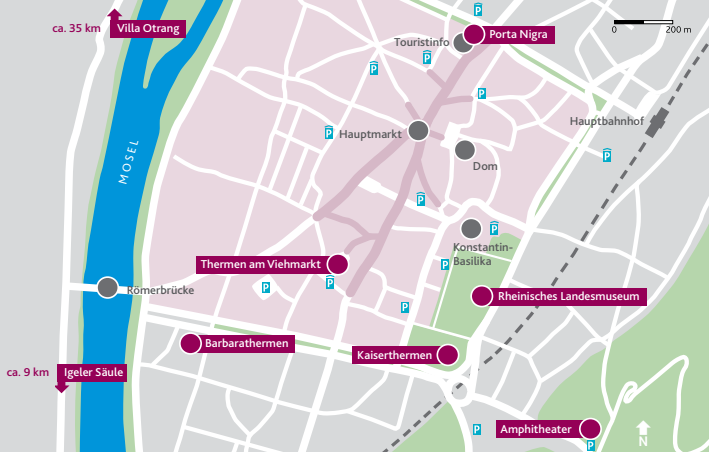 ca. 35 km
Villa Otrang
Touristinfo
Porta Nigra
0
200 m
P
P
P
P
P
P
P
P
P
P
P
P
P
P
MOSEL
Hauptmarkt
Hauptbahnhof
Dom
Konstantin-
Basilika
Thermen am Viehmarkt
Römerbrücke
Rheinisches Landesmuseum
Barbarathermen
Kaiserthermen
ca. 9 km
Igeler Säule
Amphitheater
N